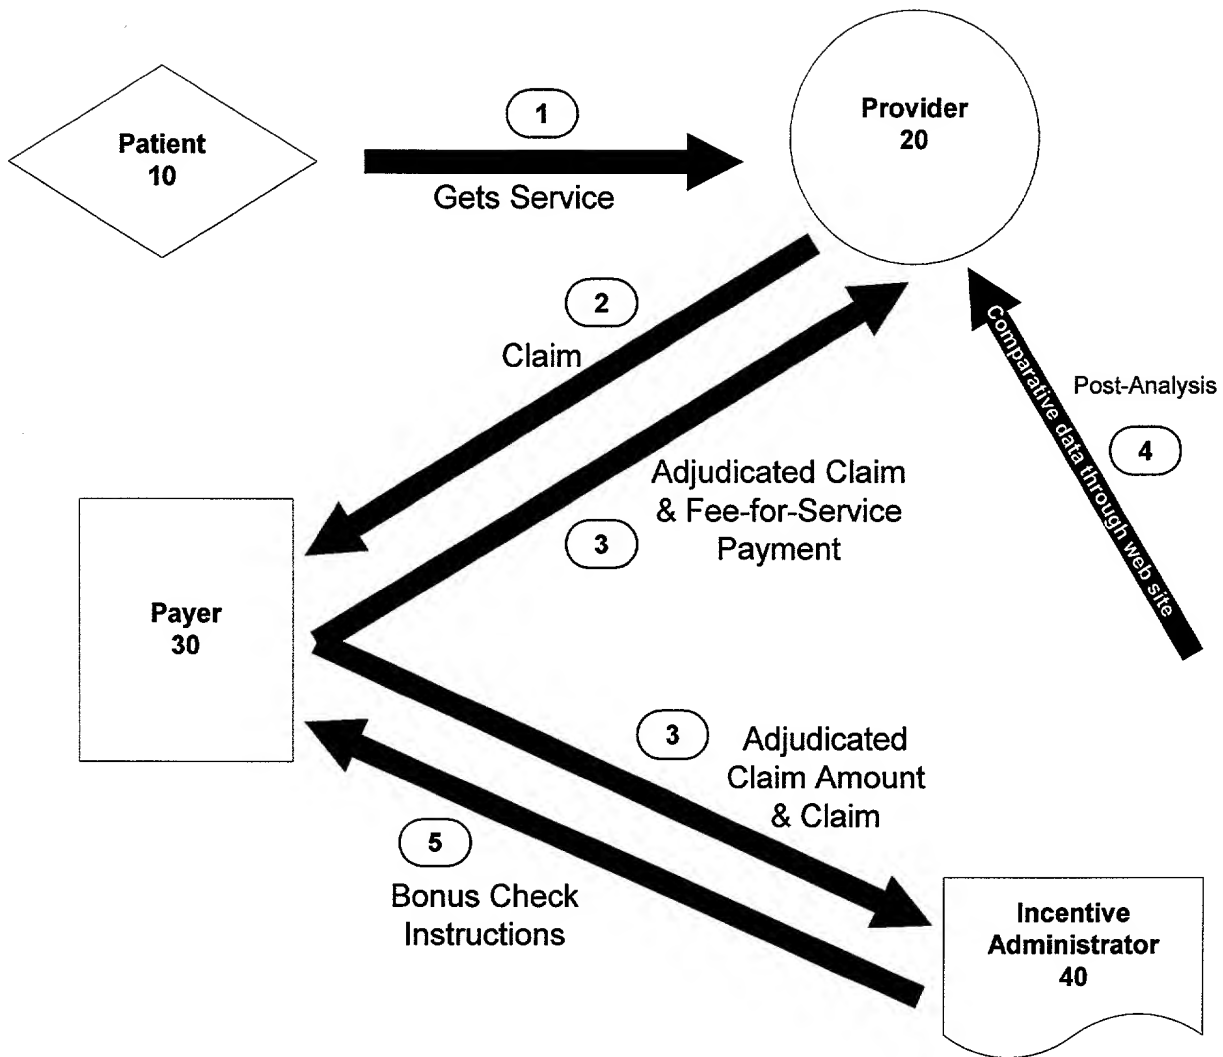 Patient
10
1
Gets Service
Provider
20
2
Claim
Comparative data through web site
Post-Analysis
4
Adjudicated Claim
& Fee-for-Service
Payment
3
Payer
30
3
Adjudicated
Claim Amount
& Claim
5
Bonus Check
Instructions
Incentive
Administrator
40